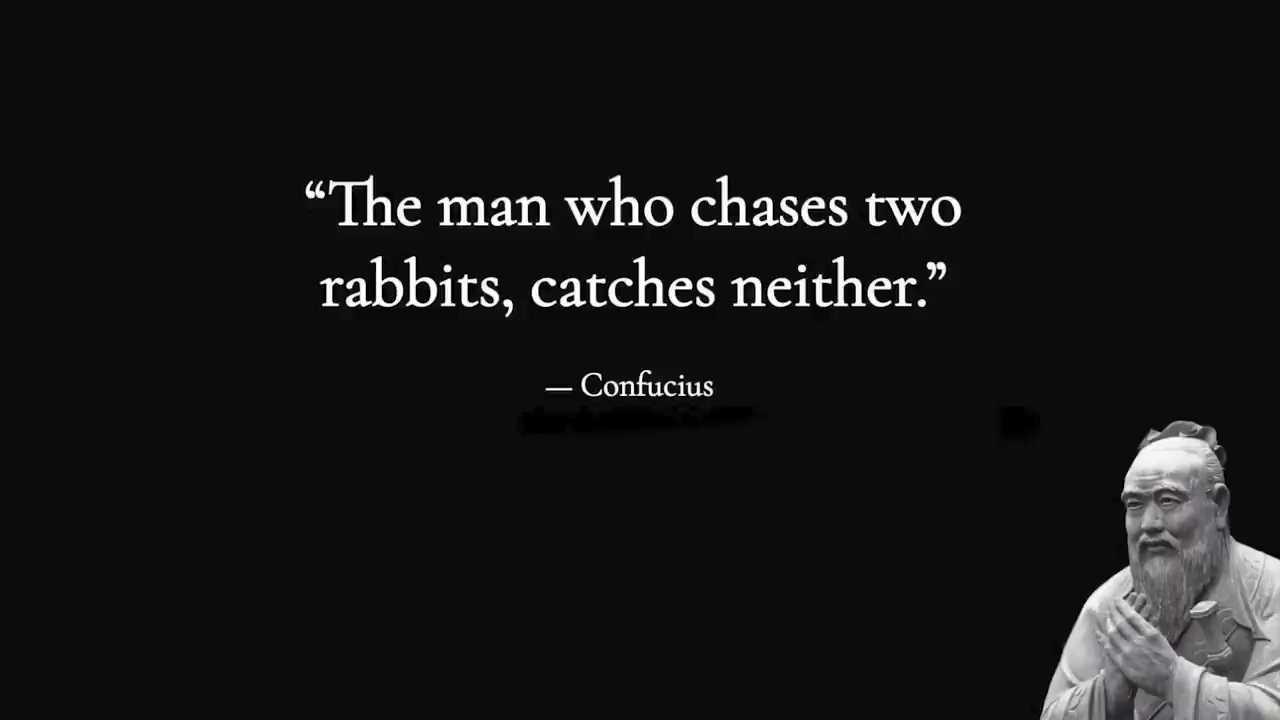 “The man who chases two
rabbits, catches neither.”
— Confucius